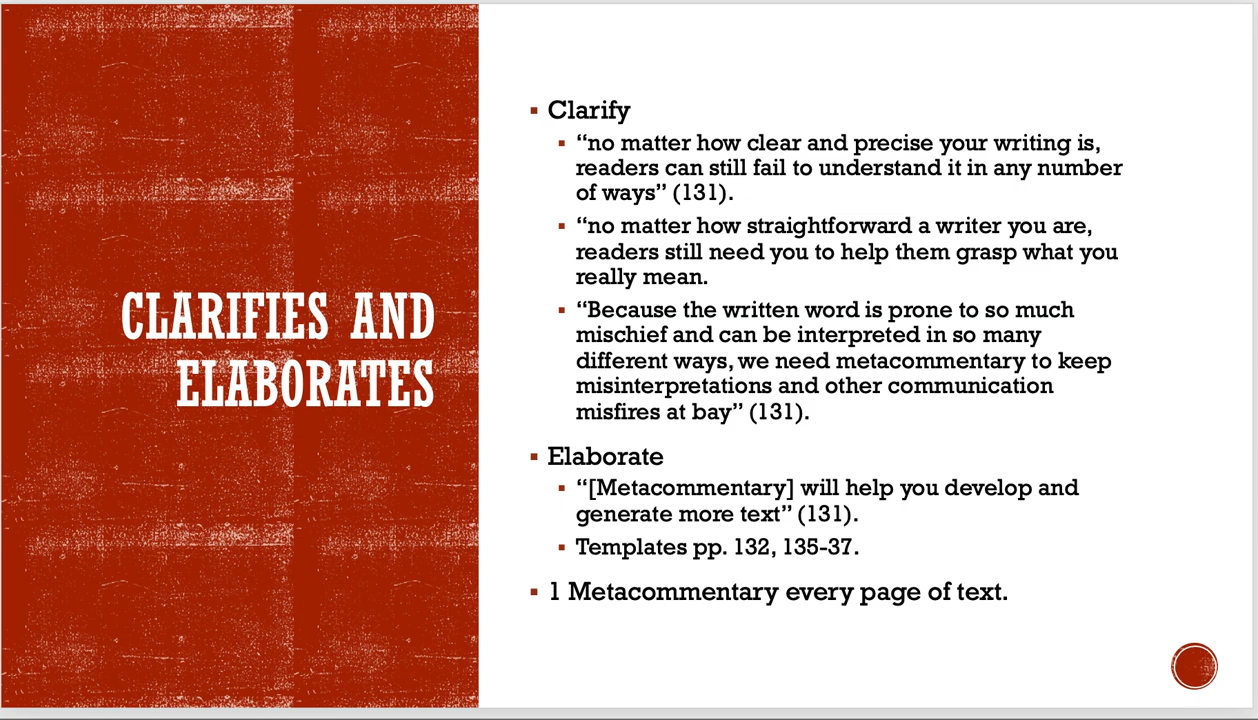 CLARIFIES AND
ELABORATES
Clarify
“no matter how clear and precise your writing is,
readers can still fail to understand it in any number
of ways” (131).
“no matter how straightforward a writer you are,
readers still need you to help them grasp what you
really mean.
“Because the written word is prone to so much
mischief and can be interpreted in so many
different ways, we need metacommentary to keep
misinterpretations and other communication
misfires at bay” (131).
Elaborate
“[Metacommentary] will help you develop and
generate more text” (131).
Templates pp. 132, 135-37.
1 Metacommentary every page of text.